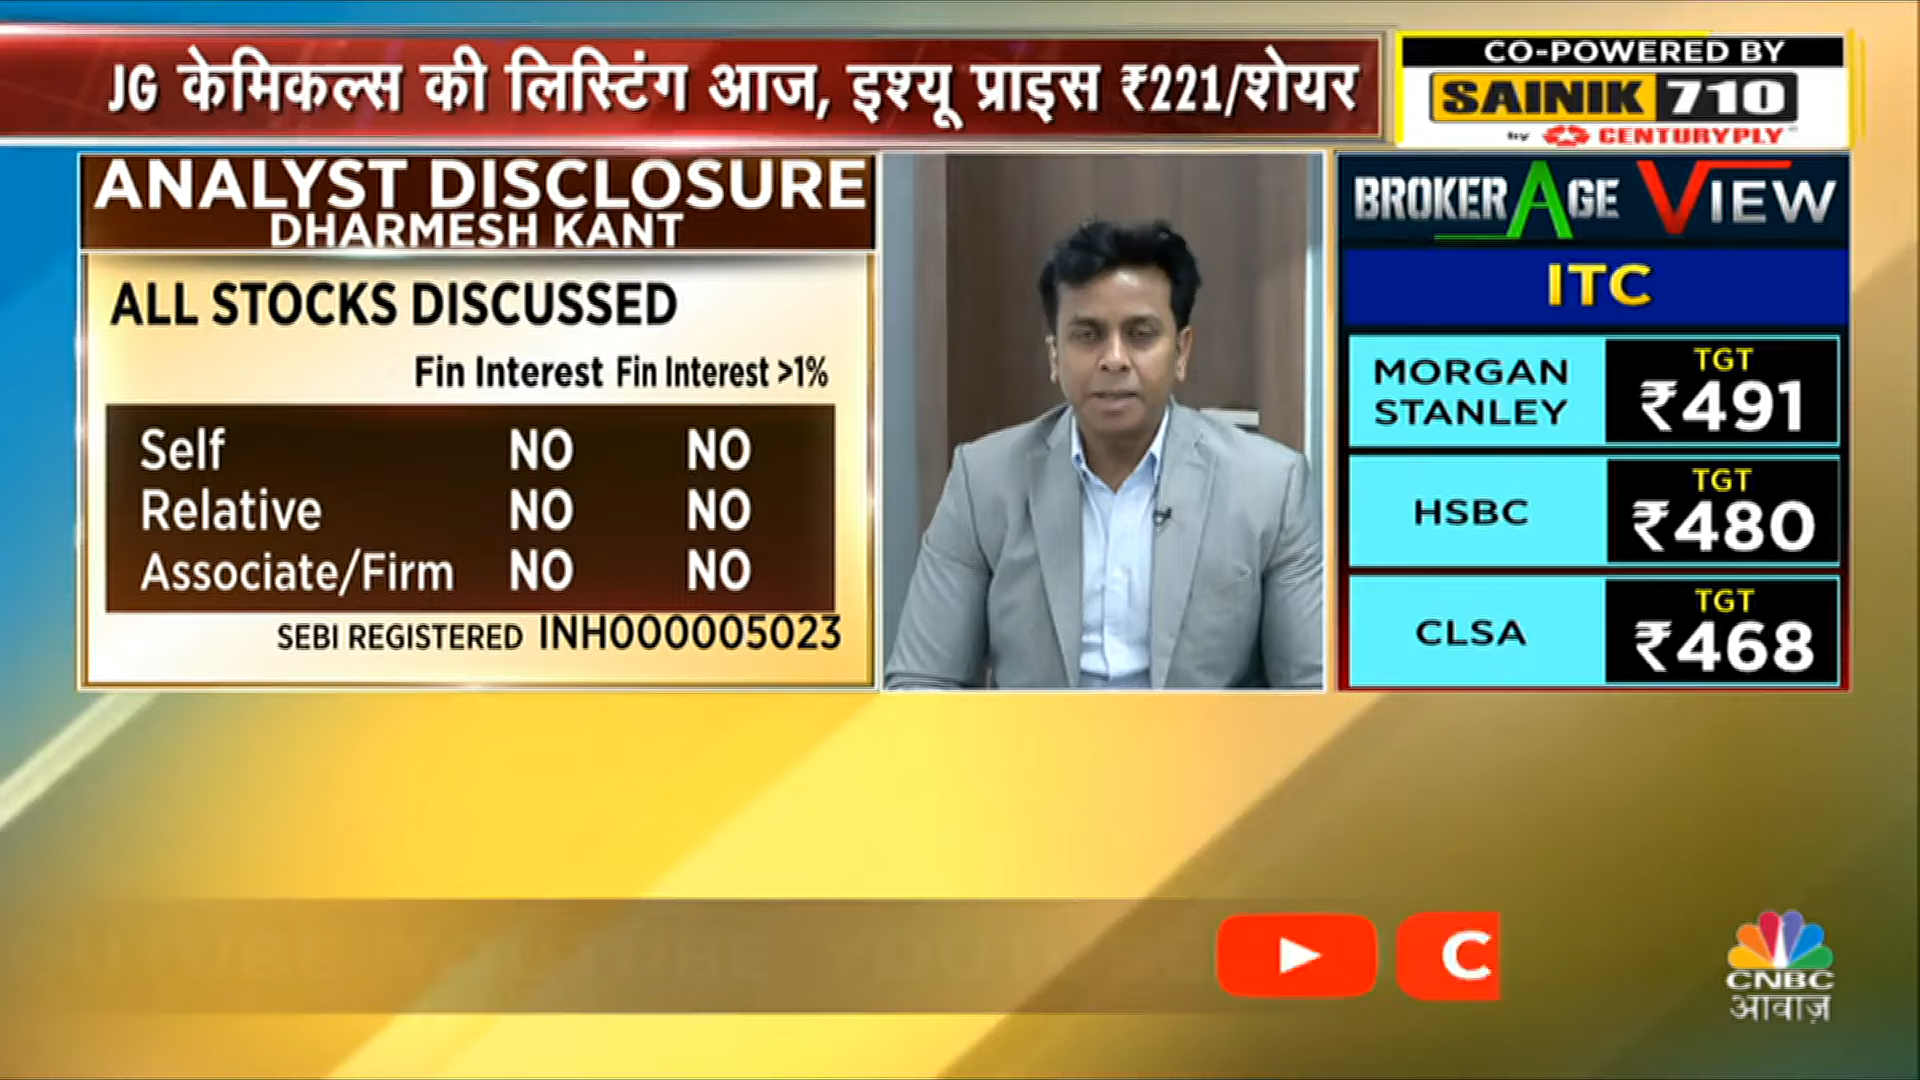 JG केमिकल्स की लिस्टिंग आज, इश्यू प्राइस ₹221/शेयर
CO-POWERED BY
SAINIK 710
by CENTURYPLY
ANALYST DISCLOSURE
DHARMESH KANT
ALL STOCKS DISCUSSED
Fin Interest Fin Interest >1%
Self NO NO
Relative NO NO
Associate/Firm NO NO
SEBI REGISTERED INH000005023
BROKERAGE VIEW
ITC
MORGAN STANLEY
TGT
₹491
HSBC
TGT
₹480
CLSA
TGT
₹468
C
CNBC
आवाज़